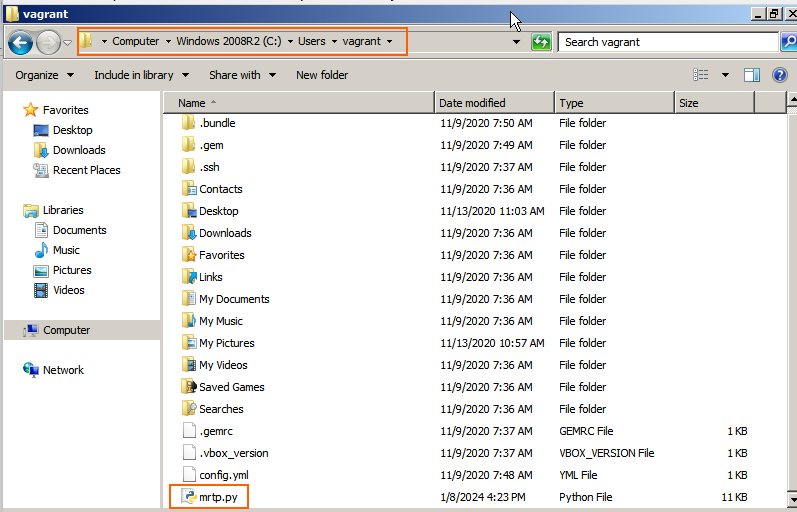 vagrant
Computer Windows 2008R2 (C:) Users vagrant Search vagrant
Organize Include in library Share with New folder
Favorites
Desktop
Downloads
Recent Places
Libraries
Documents
Music
Pictures
Videos
Computer
Network
Name Date modified Type Size
.bundle 11/9/2020 7:50 AM File folder
.gem 11/9/2020 7:49 AM File folder
.ssh 11/9/2020 7:37 AM File folder
Contacts 11/9/2020 7:36 AM File folder
Desktop 11/13/2020 11:03 AM File folder
Downloads 11/9/2020 7:36 AM File folder
Favorites 11/9/2020 7:36 AM File folder
Links 11/9/2020 7:36 AM File folder
My Documents 11/9/2020 7:36 AM File folder
My Music 11/9/2020 7:36 AM File folder
My Pictures 11/13/2020 10:57 AM File folder
My Videos 11/9/2020 7:36 AM File folder
Saved Games 11/9/2020 7:36 AM File folder
Searches 11/9/2020 7:36 AM File folder
.gemrc 11/9/2020 7:37 AM GEMRC File 1 KB
.vbox_version 11/9/2020 7:37 AM VBOX_VERSION File 1 KB
config.yml 11/9/2020 7:48 AM YML File 1 KB
mrtp.py 1/8/2024 4:23 PM Python File 11 KB